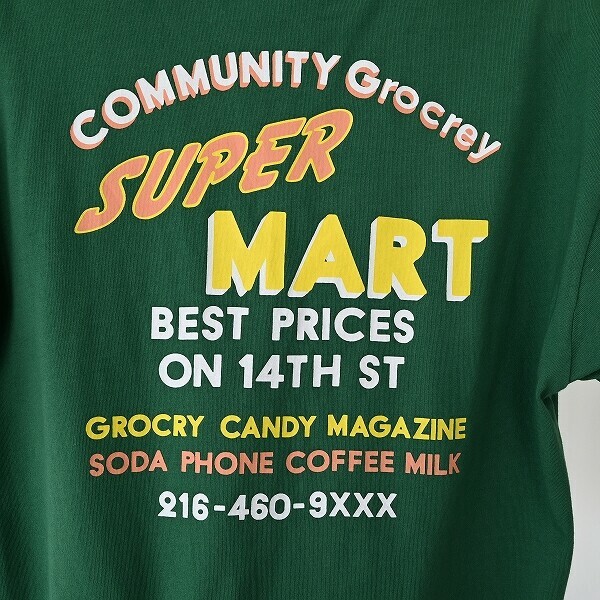 COMMUNITY Grocrey
SUPER
MART
BEST PRICES
ON 14TH ST
GROCRY CANDY MAGAZINE
SODA PHONE COFFEE MILK
216-460-9XXX